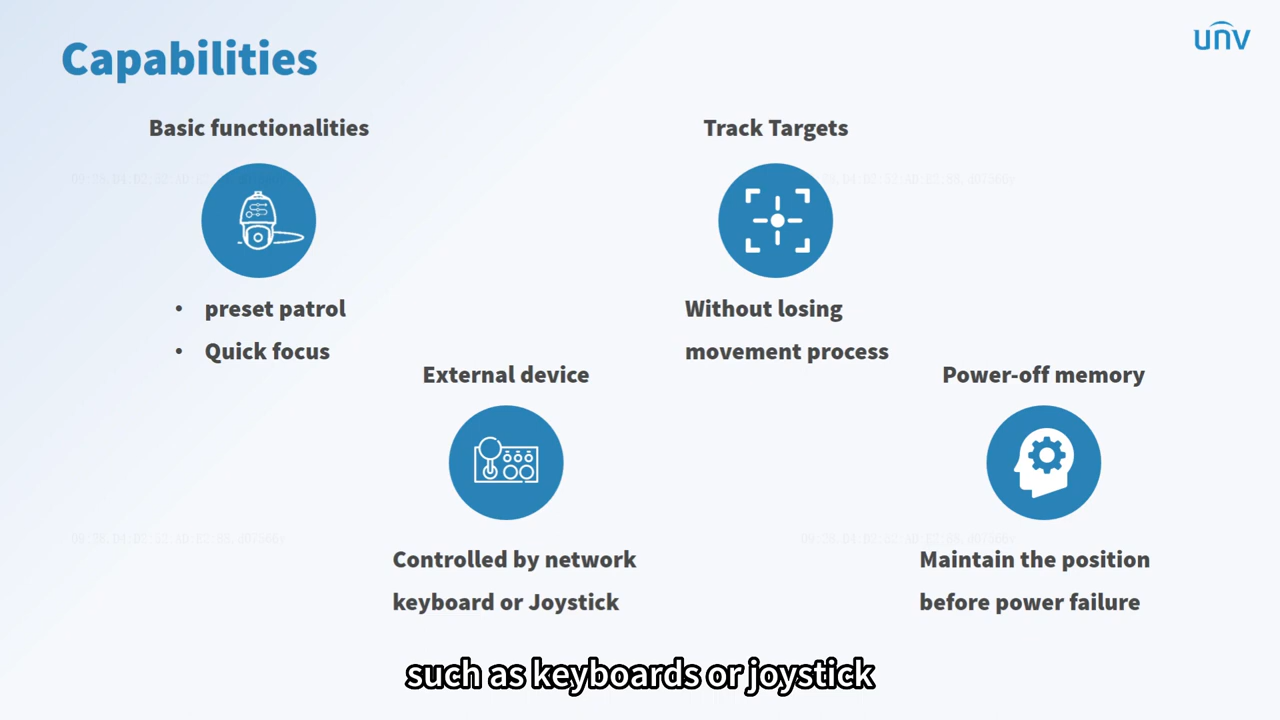 Capabilities
unv
Basic functionalities
• preset patrol
• Quick focus
Track Targets
Without losing
movement process
External device
Controlled by network
keyboard or Joystick
Power-off memory
Maintain the position
before power failure
such as keyboards or joystick